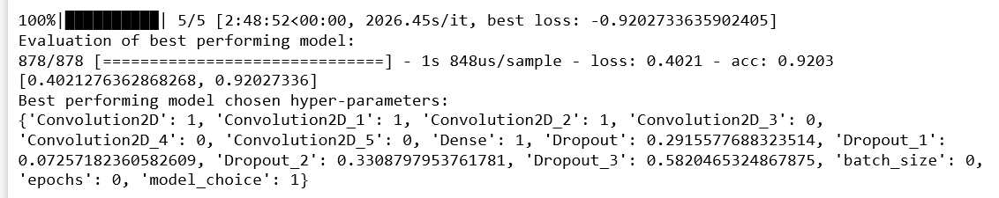 100%|██████████| 5/5 [2:48:52<00:00, 2026.45s/it, best loss: -0.9202733635902405]
Evaluation of best performing model:
878/878 [==============================] - 1s 848us/sample - loss: 0.4021 - acc: 0.9203
[0.4021276362868268, 0.92027336]
Best performing model chosen hyper-parameters:
{'Convolution2D': 1, 'Convolution2D_1': 1, 'Convolution2D_2': 1, 'Convolution2D_3': 0,
'Convolution2D_4': 0, 'Convolution2D_5': 0, 'Dense': 1, 'Dropout': 0.2915577688323514, 'Dropout_1':
0.07257182360582609, 'Dropout_2': 0.3308797953761781, 'Dropout_3': 0.5820465324867875, 'batch_size': 0,
'epochs': 0, 'model_choice': 1}